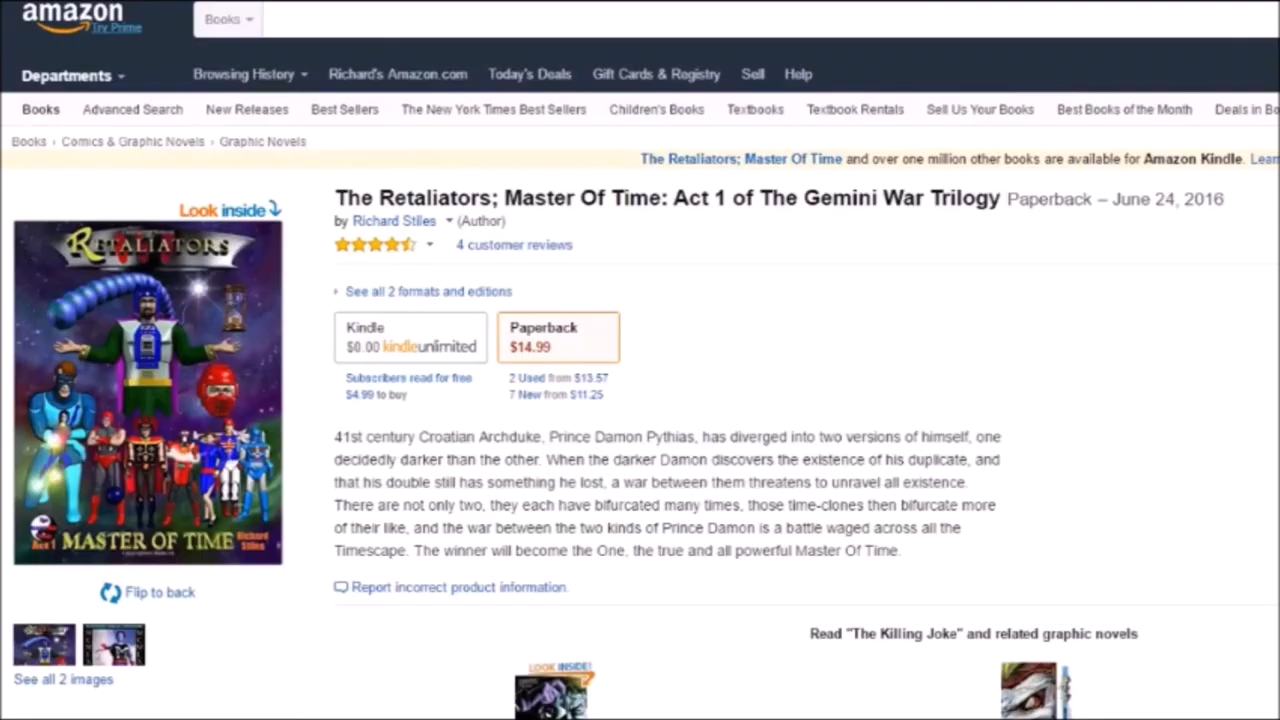 amazon
Try Prime
Books
Departments
Browsing History
Richard's Amazon.com
Today's Deals
Gift Cards & Registry
Sell
Help
Books
Advanced Search
New Releases
Best Sellers
The New York Times Best Sellers
Children's Books
Textbooks
Textbook Rentals
Sell Us Your Books
Best Books of the Month
Deals in Bo
Books › Comics & Graphic Novels › Graphic Novels
The Retaliators; Master Of Time and over one million other books are available for Amazon Kindle. Lear
Look inside
RETALIATORS
Act 1 MASTER OF TIME Richard Stiles
Flip to back
See all 2 images
The Retaliators; Master Of Time: Act 1 of The Gemini War Trilogy Paperback – June 24, 2016
by Richard Stiles (Author)
4 customer reviews
See all 2 formats and editions
Kindle
$0.00 kindleunlimited
Subscribers read for free
$4.99 to buy
Paperback
$14.99
2 Used from $13.57
7 New from $11.25
41st century Croatian Archduke, Prince Damon Pythias, has diverged into two versions of himself, one
decidedly darker than the other. When the darker Damon discovers the existence of his duplicate, and
that his double still has something he lost, a war between them threatens to unravel all existence.
There are not only two, they each have bifurcated many times, those time-clones then bifurcate more
of their like, and the war between the two kinds of Prince Damon is a battle waged across all the
Timescape. The winner will become the One, the true and all powerful Master Of Time.
Report incorrect product information.
Read "The Killing Joke" and related graphic novels
LOOK INSIDE!